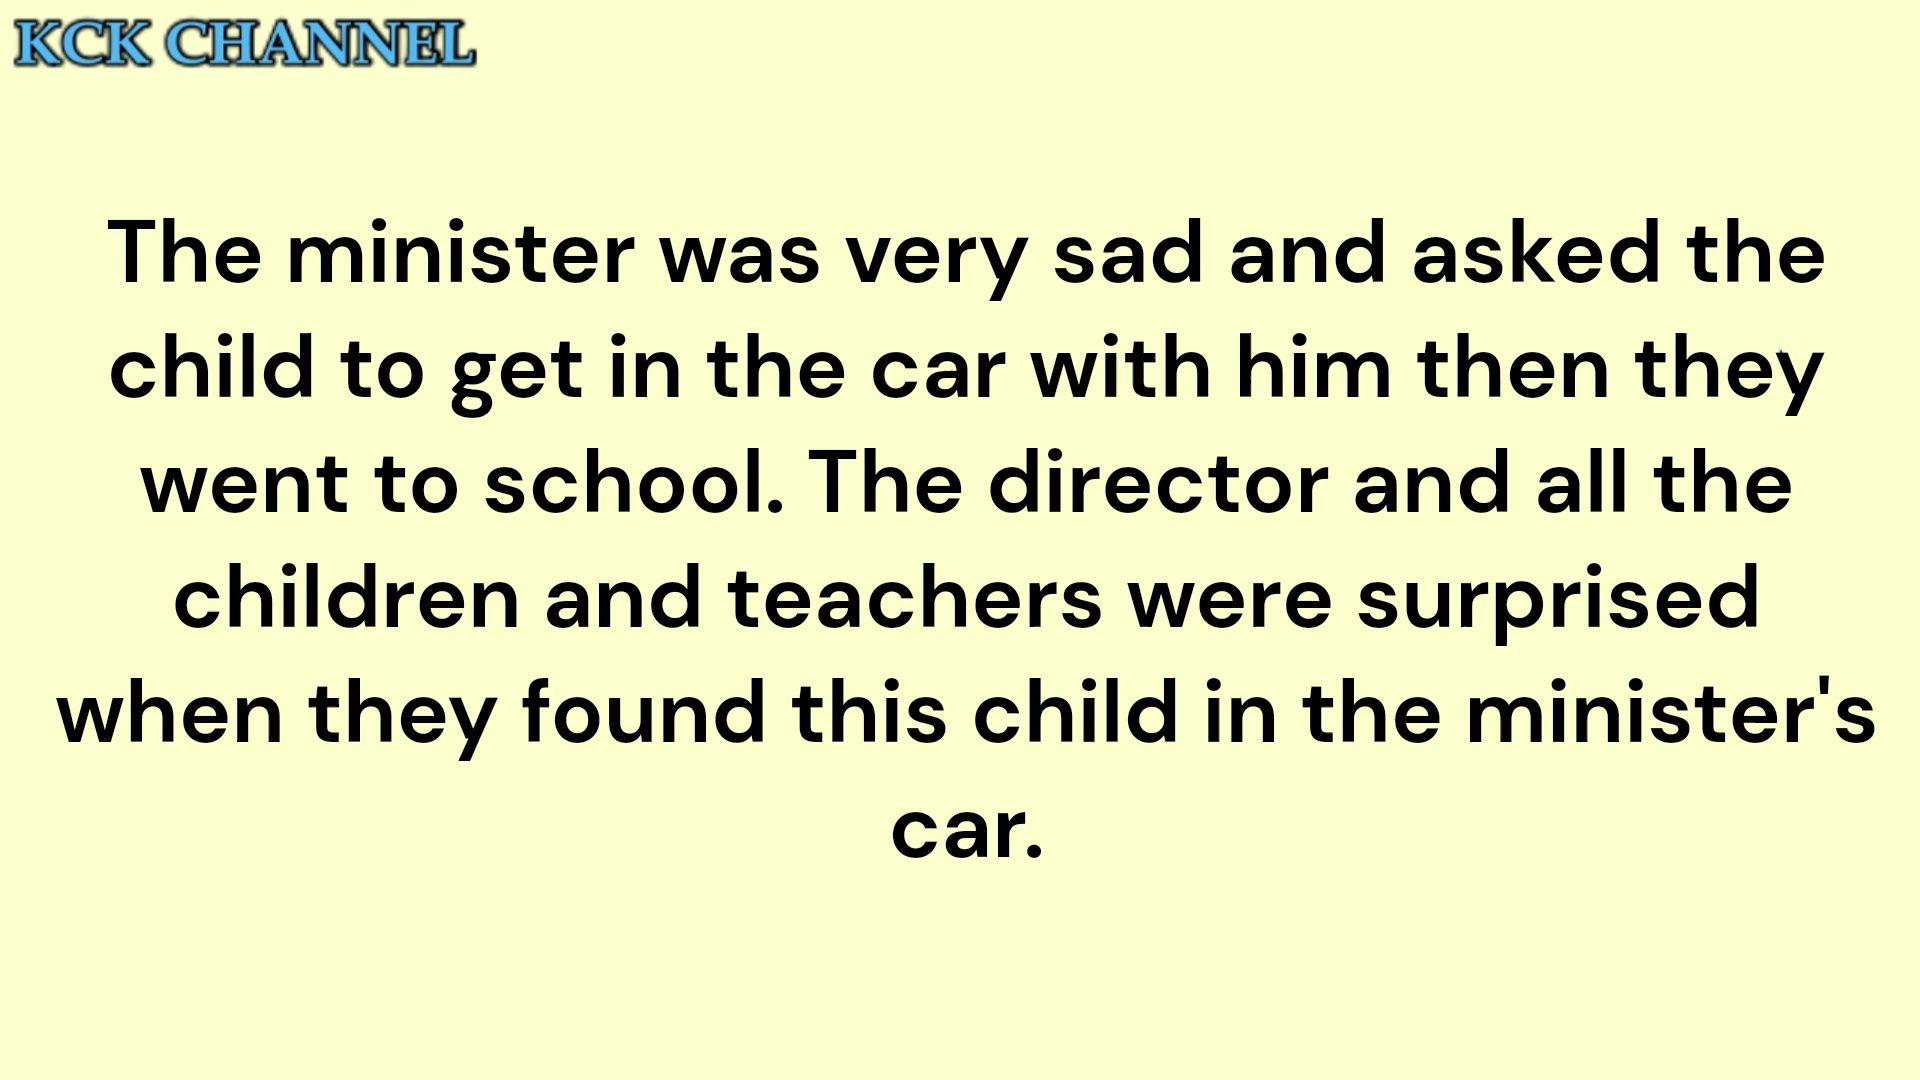 KCK CHANNEL
The minister was very sad and asked the
child to get in the car with him then they
went to school. The director and all the
children and teachers were surprised
when they found this child in the minister's
car.